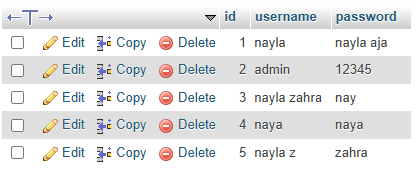 id username password
Edit Copy Delete 1 nayla nayla aja
Edit Copy Delete 2 admin 12345
Edit Copy Delete 3 nayla zahra nay
Edit Copy Delete 4 naya naya
Edit Copy Delete 5 nayla z zahra